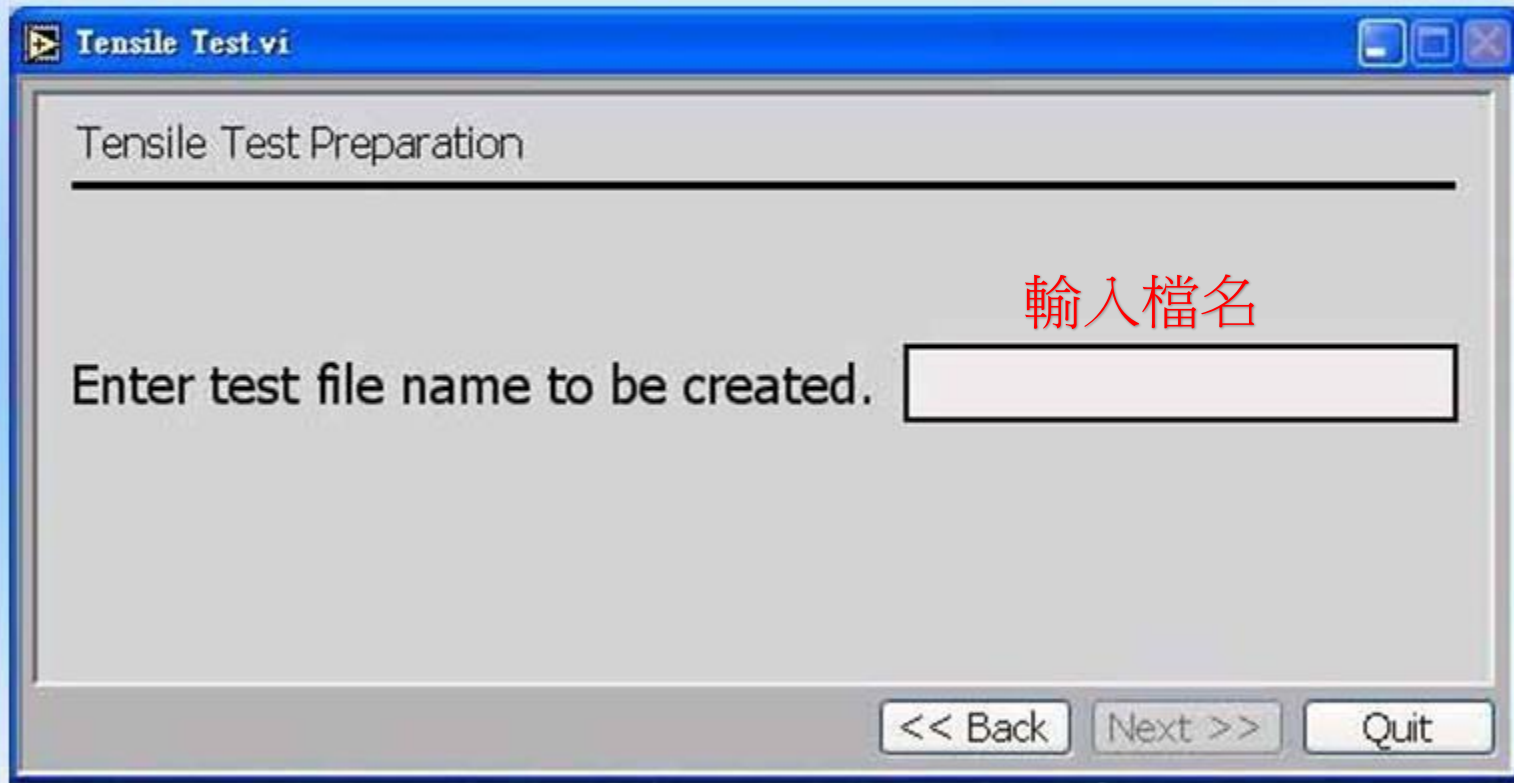 Tensile Test.vi
Tensile Test Preparation
輸入檔名
Enter test file name to be created.
<< Back Next >> Quit